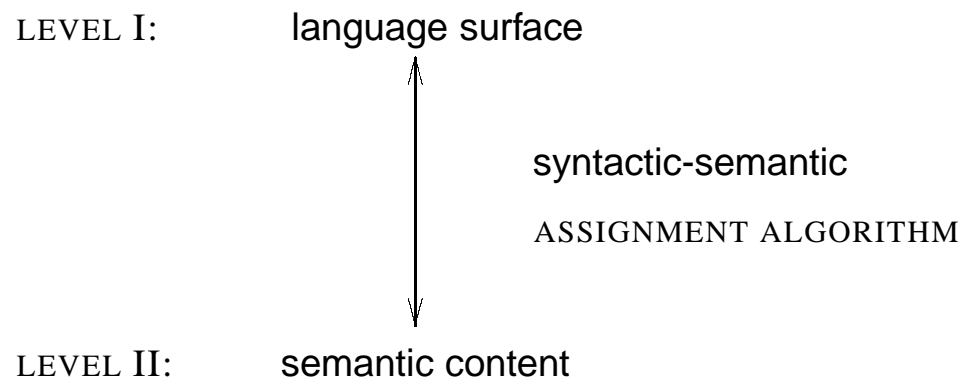 LEVEL I: language surface
syntactic-semantic
ASSIGNMENT ALGORITHM
LEVEL II: semantic content